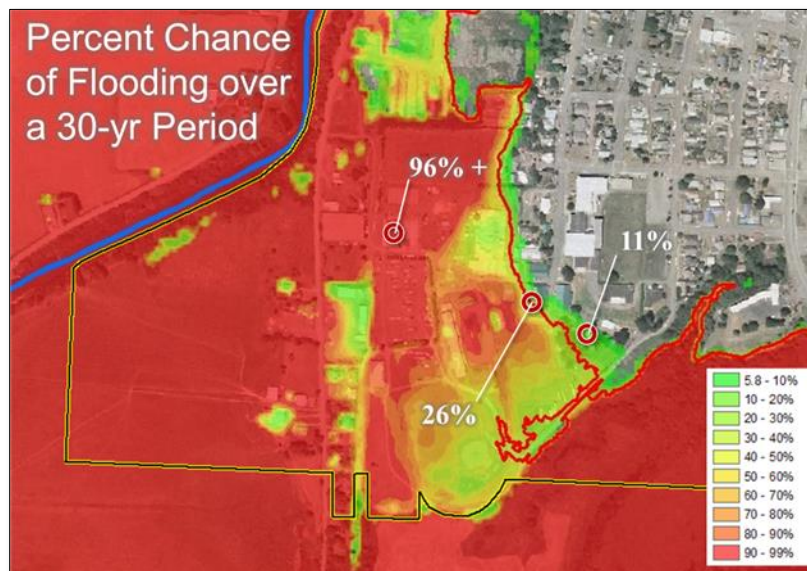 Percent Chance
of Flooding over
a 30-yr Period
96% +
11%
26%
5.8 - 10%
10 - 20%
20 - 30%
30 - 40%
40 - 50%
50 - 60%
60 - 70%
70 - 80%
80 - 90%
90 - 99%